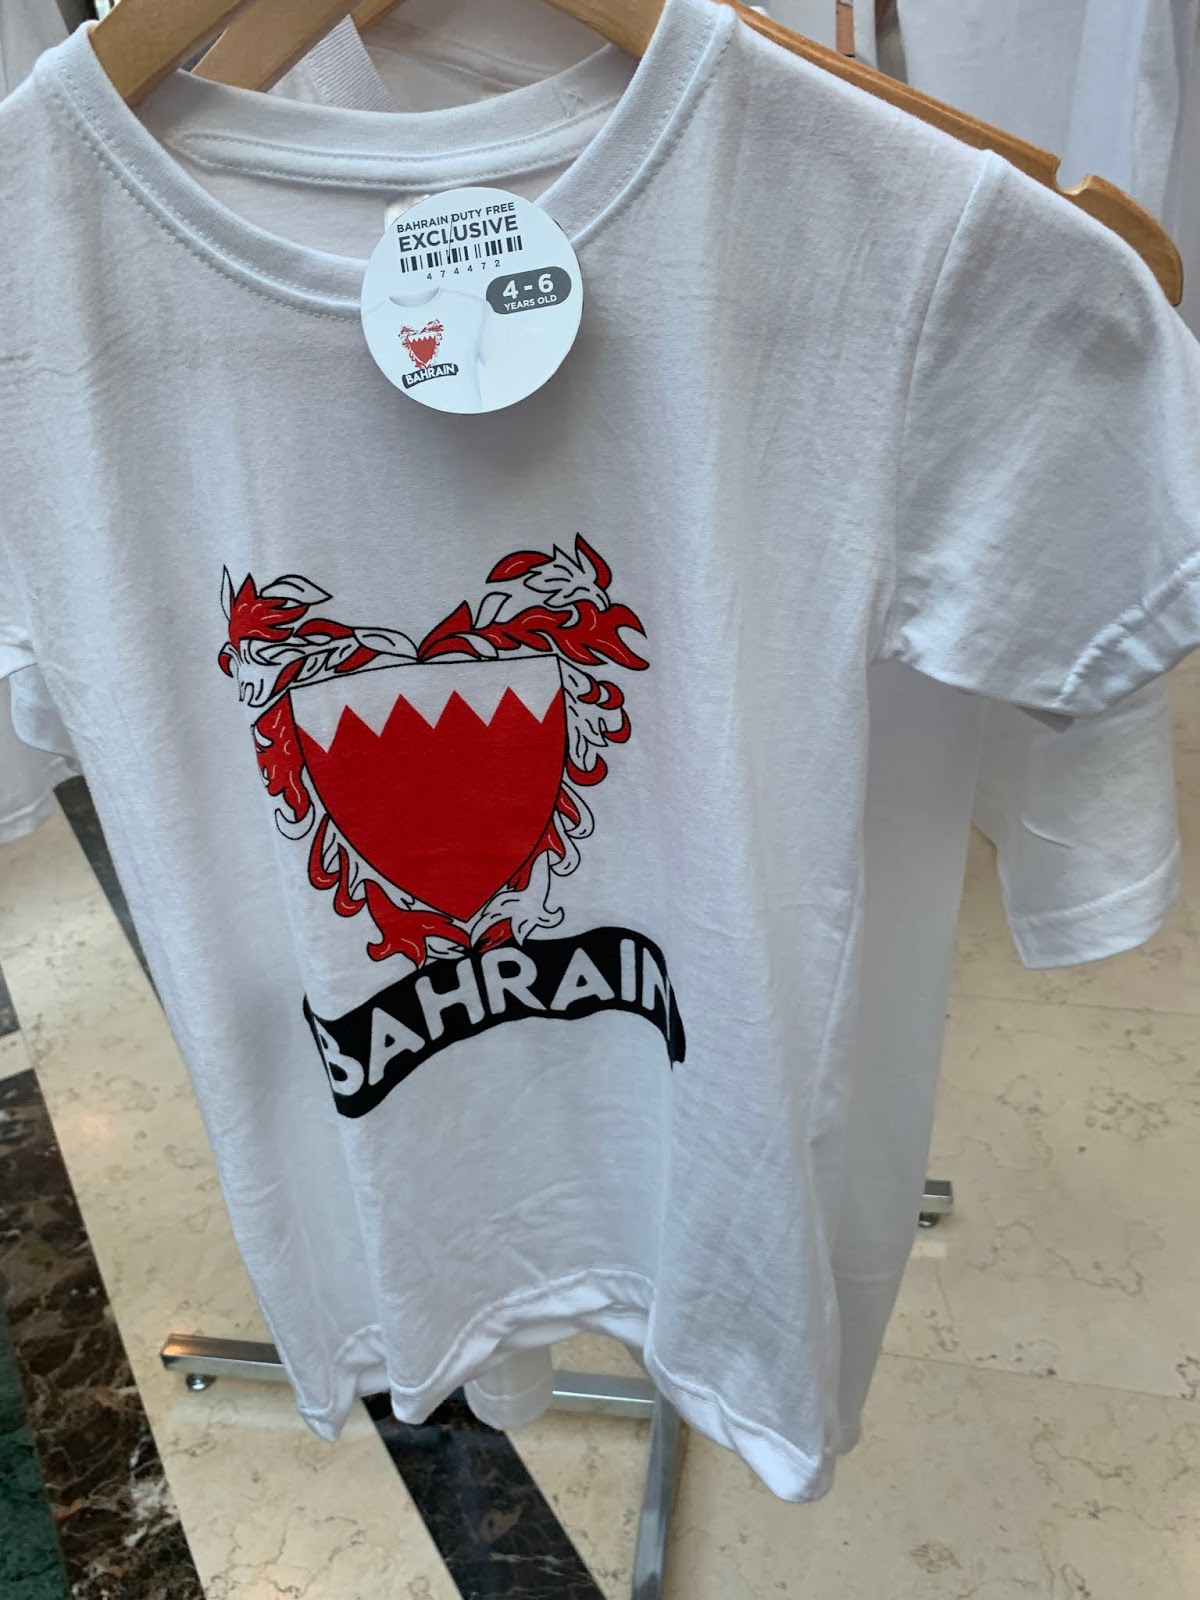 BAHRAIN DUTY FREE
EXCLUSIVE
474472
4 - 6
YEARS OLD
BAHRAIN
BAHRAIN